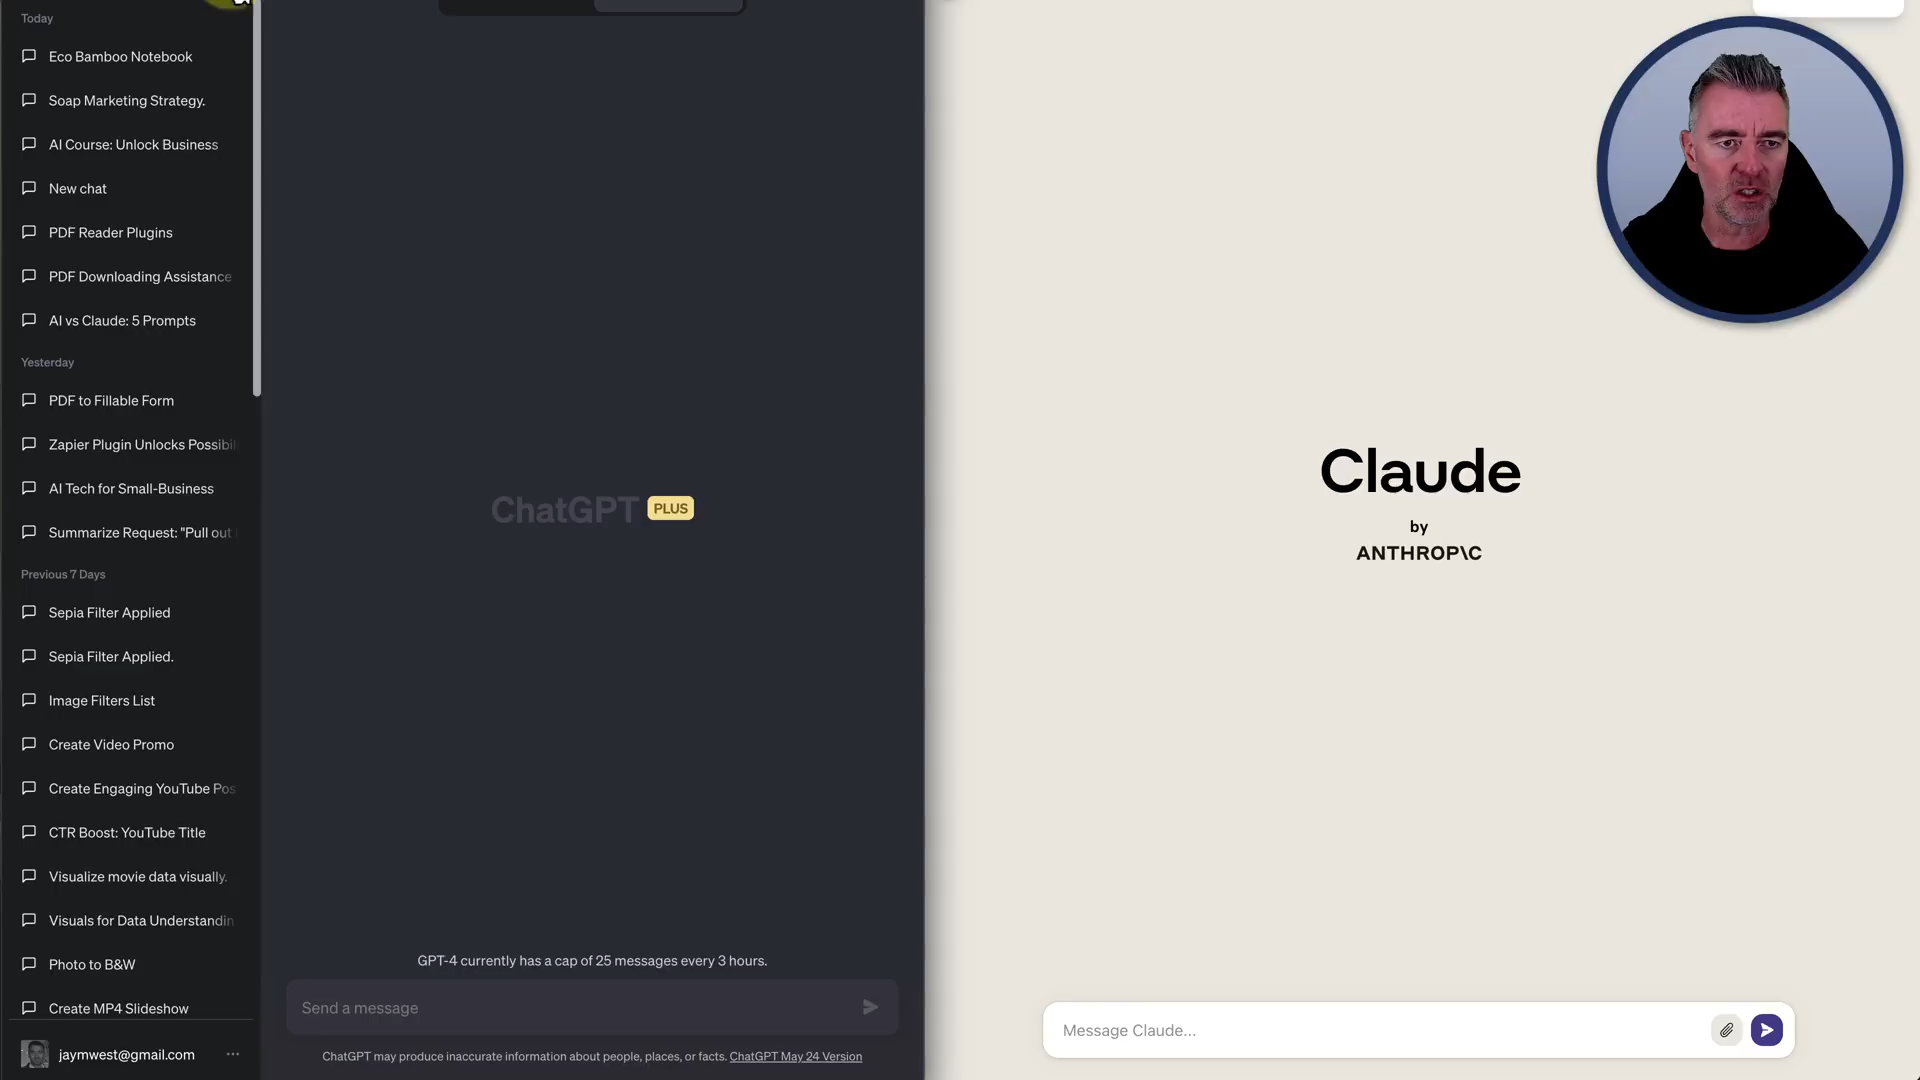 Today
Eco Bamboo Notebook
Soap Marketing Strategy.
AI Course: Unlock Business
New chat
PDF Reader Plugins
PDF Downloading Assistance
AI vs Claude: 5 Prompts
Yesterday
PDF to Fillable Form
Zapier Plugin Unlocks Possibil
AI Tech for Small-Business
Summarize Request: "Pull out
Previous 7 Days
Sepia Filter Applied
Sepia Filter Applied.
Image Filters List
Create Video Promo
Create Engaging YouTube Pos
CTR Boost: YouTube Title
Visualize movie data visually.
Visuals for Data Understandin
Photo to B&W
Create MP4 Slideshow
jaymwest@gmail.com
ChatGPT PLUS
GPT-4 currently has a cap of 25 messages every 3 hours.
Send a message
ChatGPT may produce inaccurate information about people, places, or facts. ChatGPT May 24 Version
Claude
by
ANTHROP\C
Message Claude...